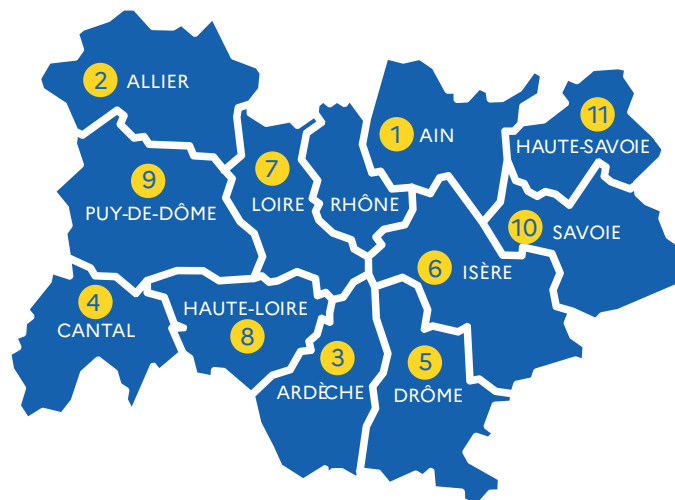 2 ALLIER
1 AIN
11
HAUTE-SAVOIE
9
PUY-DE-DÔME
7
LOIRE
RHÔNE
10 SAVOIE
6 ISÈRE
4
CANTAL
HAUTE-LOIRE
8
3
ARDÈCHE
5
DRÔME